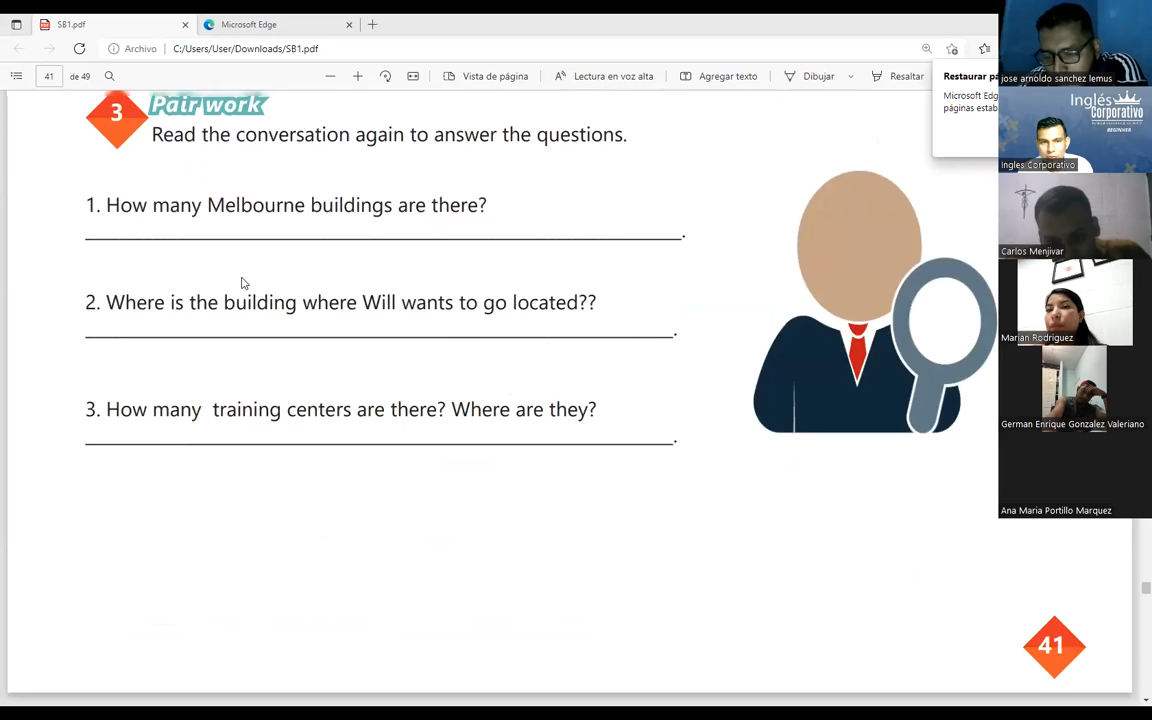 SB1.pdf
Microsoft Edge
Archivo
C:/Users/User/Downloads/SB1.pdf
41
de 49
Vista de página
Lectura en voz alta
Agregar texto
Dibujar
Resaltar
Restaurar
Microsoft Edg
páginas estab
3
Pair work
Read the conversation again to answer the questions.
1. How many Melbourne buildings are there?
2. Where is the building where Will wants to go located??
3. How many training centers are there? Where are they?
41
jose arnoldo sanchez lemus
Inglés
Corporativo
BEGINNER
Ingles Corporativo
Carlos Menjivar
Marian Rodriguez
German Enrique Gonzalez Valeriano
Ana Maria Portillo Marquez